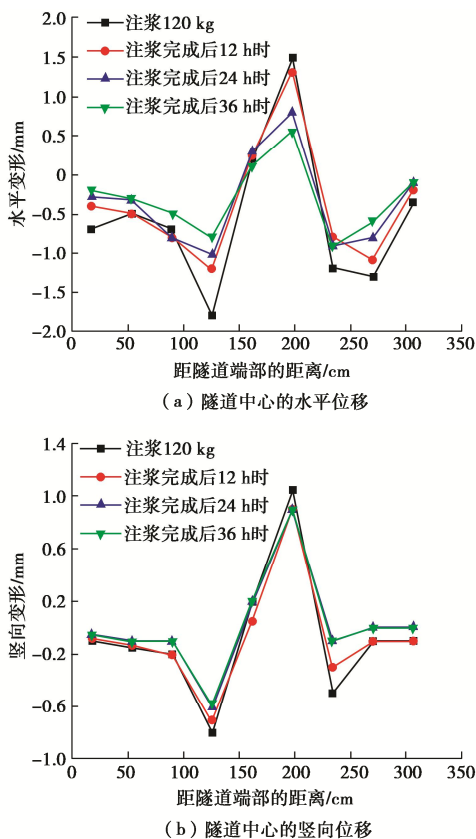 2.0
1.5
1.0
0.5
0
−0.5
−1.0
−1.5
−2.0
水平变形/mm
注浆120 kg
注浆完成后12 h时
注浆完成后24 h时
注浆完成后36 h时
0 50 100 150 200 250 300 350
距隧道端部的距离/cm
（a）隧道中心的水平位移
1.4
1.0
0.6
0.2
−0.2
−0.6
−1.0
竖向变形/mm
注浆120 kg
注浆完成后12 h时
注浆完成后24 h时
注浆完成后36 h时
0 50 100 150 200 250 300 350
距隧道端部的距离/cm
（b）隧道中心的竖向位移